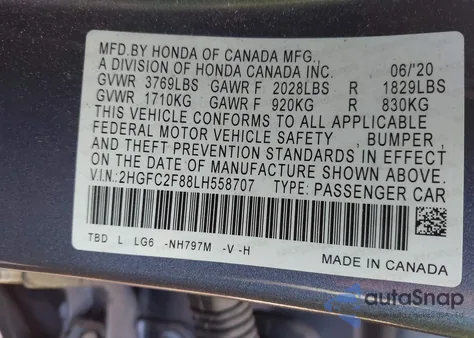 MFD.BY HONDA OF CANADA MFG.,
A DIVISION OF HONDA CANADA INC. 06/'20
GVWR 3769LBS GAWR F 2028LBS R 1829LBS
GVWR 1710KG GAWR F 920KG R 830KG
THIS VEHICLE CONFORMS TO ALL APPLICABLE
FEDERAL MOTOR VEHICLE SAFETY , BUMPER ,
AND THEFT PREVENTION STANDARDS IN EFFECT
ON THE DATE OF MANUFACTURE SHOWN ABOVE.
V.I.N.: 2HGFC2F88LH558707 TYPE: PASSENGER CAR
TBD L LG6 -NH797M -V -H
MADE IN CANADA
autoSnap